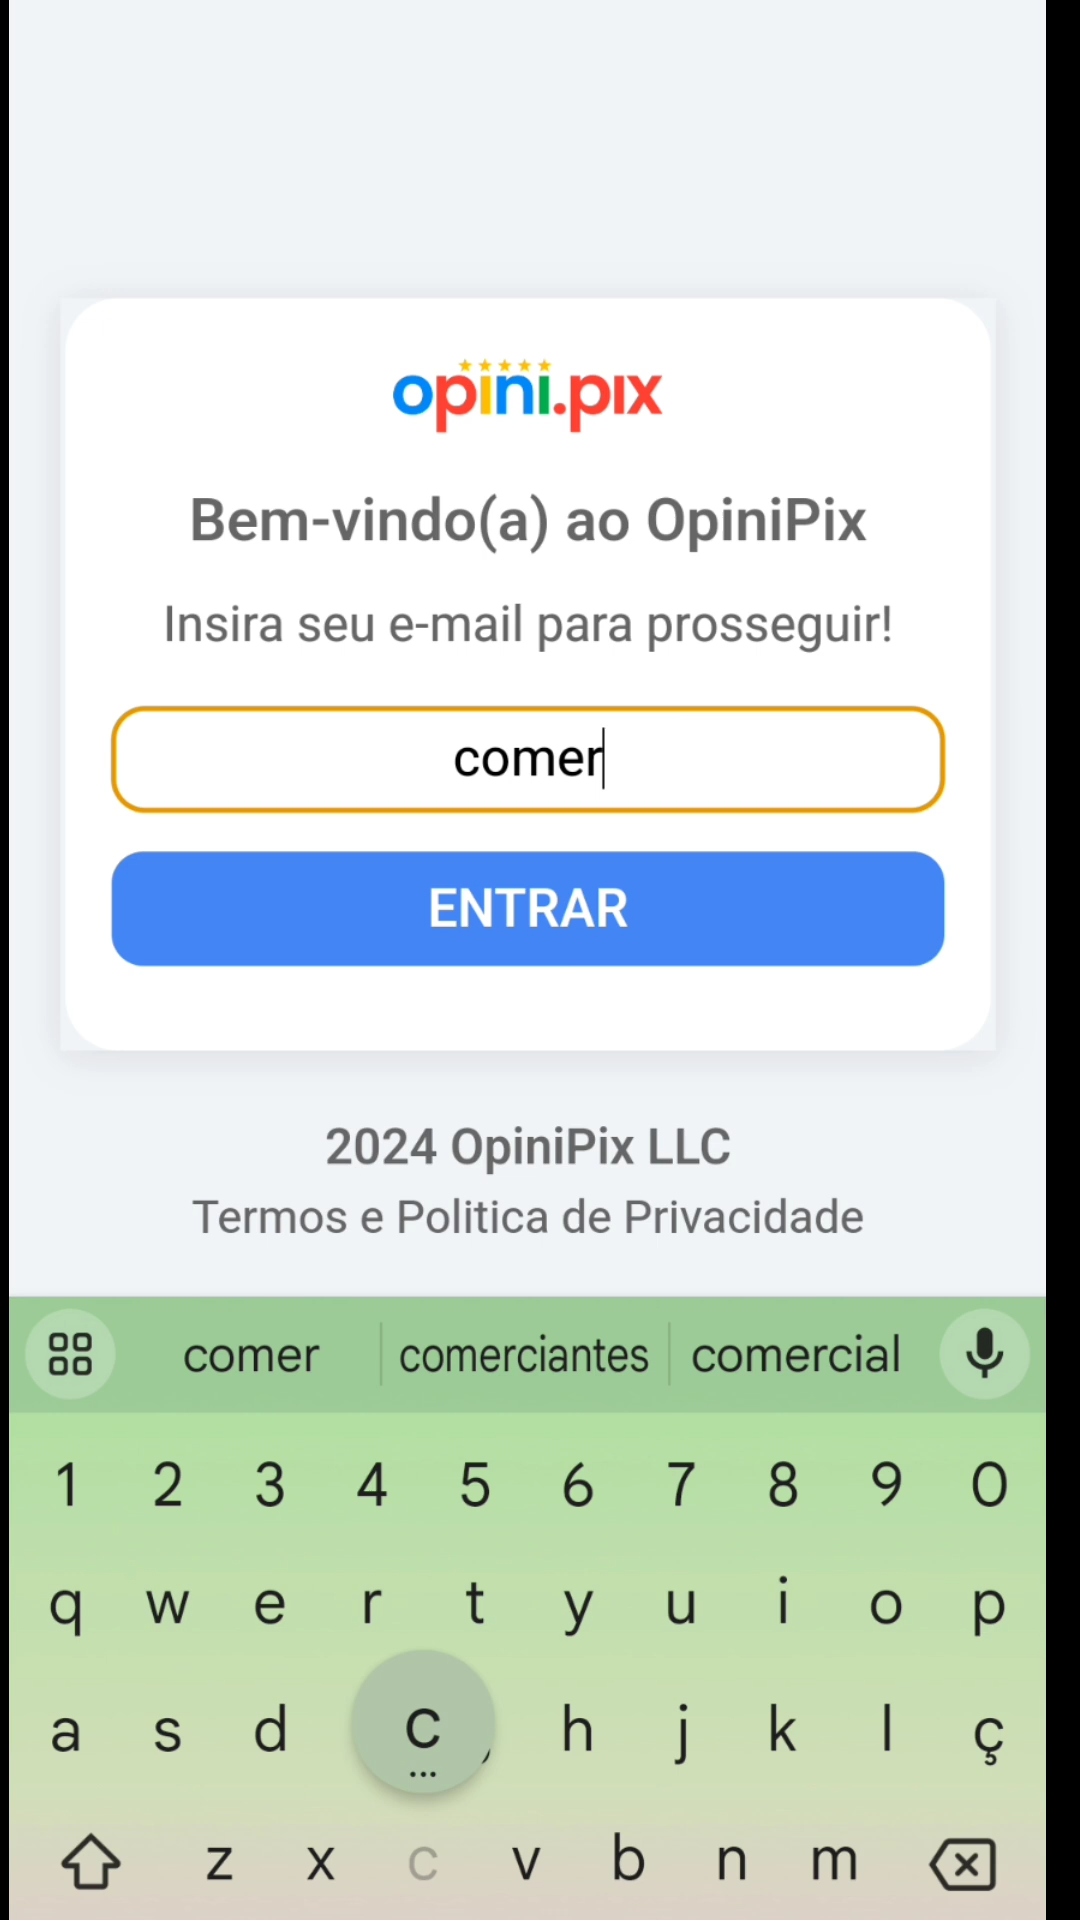 opini.pix
Bem-vindo(a) ao OpiniPix
Insira seu e-mail para prosseguir!
comer
ENTRAR
2024 OpiniPix LLC
Termos e Politica de Privacidade
comer comerciantes comercial
1 2 3 4 5 6 7 8 9 0
q w e r t y u i o p
a s d c h j k l ç
...
z x c v b n m